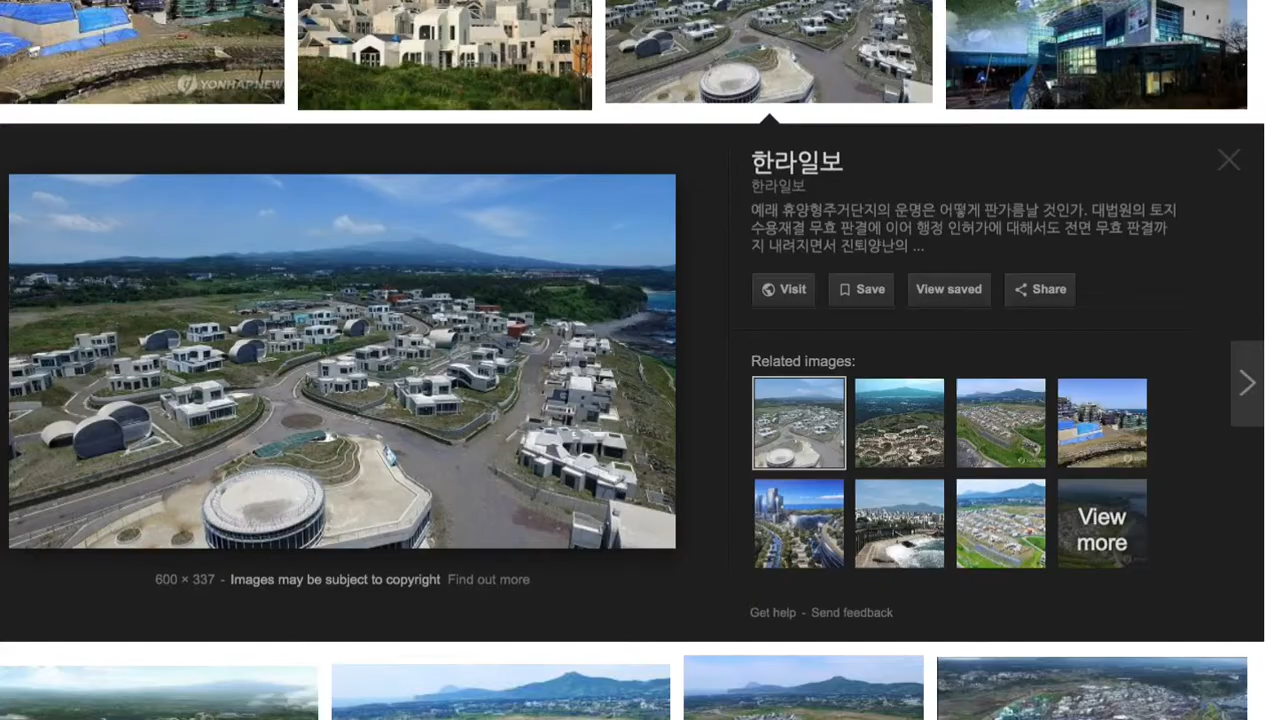 YONHAPNEW
한라일보
한라일보
예래 휴양형주거단지의 운명은 어떻게 판가름날 것인가. 대법원의 토지
수용재결 무효 판결에 이어 행정 인허가에 대해서도 전면 무효 판결까
지 내려지면서 진퇴양난의 ...
Visit
Save
View saved
Share
Related images:
View
more
600 × 337 - Images may be subject to copyright Find out more
Get help - Send feedback